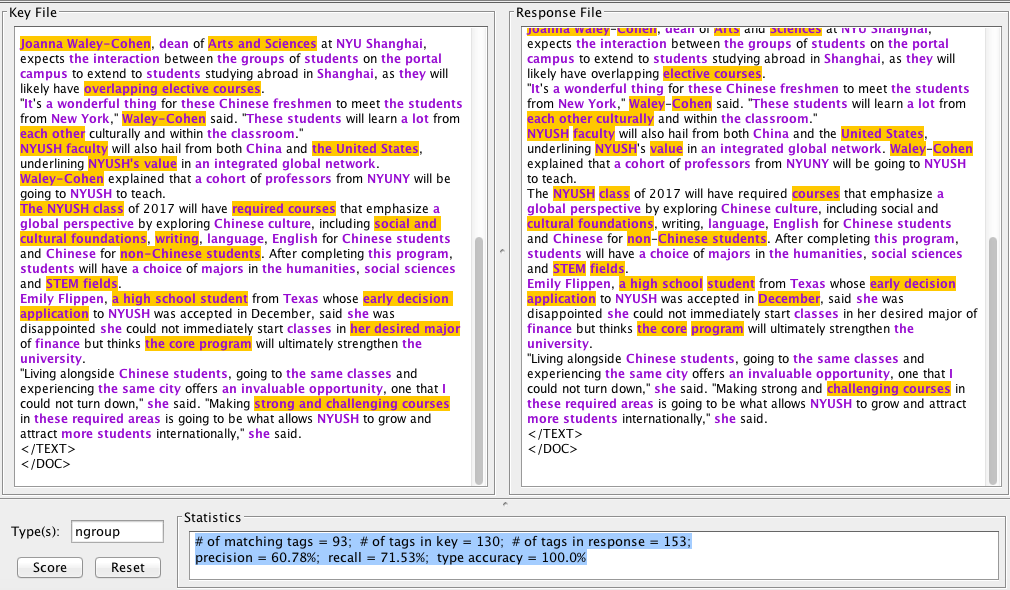 Key File
Joanna Waley-Cohen, dean of Arts and Sciences at NYU Shanghai,
expects the interaction between the groups of students on the portal
campus to extend to students studying abroad in Shanghai, as they will
likely have overlapping elective courses.
"It's a wonderful thing for these Chinese freshmen to meet the students
from New York," Waley-Cohen said. "These students will learn a lot from
each other culturally and within the classroom."
NYUSH faculty will also hail from both China and the United States,
underlining NYUSH's value in an integrated global network.
Waley-Cohen explained that a cohort of professors from NYUNY will be
going to NYUSH to teach.
The NYUSH class of 2017 will have required courses that emphasize a
global perspective by exploring Chinese culture, including social and
cultural foundations, writing, language, English for Chinese students
and Chinese for non-Chinese students. After completing this program,
students will have a choice of majors in the humanities, social sciences
and STEM fields.
Emily Flippen, a high school student from Texas whose early decision
application to NYUSH was accepted in December, said she was
disappointed she could not immediately start classes in her desired major
of finance but thinks the core program will ultimately strengthen the
university.
"Living alongside Chinese students, going to the same classes and
experiencing the same city offers an invaluable opportunity, one that I
could not turn down," she said. "Making strong and challenging courses
in these required areas is going to be what allows NYUSH to grow and
attract more students internationally," she said.
</TEXT>
</DOC>
Response File
Joanna Waley-Cohen, dean of Arts and Sciences at NYU Shanghai,
expects the interaction between the groups of students on the portal
campus to extend to students studying abroad in Shanghai, as they will
likely have overlapping elective courses.
"It's a wonderful thing for these Chinese freshmen to meet the students
from New York," Waley-Cohen said. "These students will learn a lot from
each other culturally and within the classroom."
NYUSH faculty will also hail from both China and the United States,
underlining NYUSH's value in an integrated global network. Waley-Cohen
explained that a cohort of professors from NYUNY will be going to NYUSH
to teach.
The NYUSH class of 2017 will have required courses that emphasize a
global perspective by exploring Chinese culture, including social and
cultural foundations, writing, language, English for Chinese students
and Chinese for non-Chinese students. After completing this program,
students will have a choice of majors in the humanities, social sciences
and STEM fields.
Emily Flippen, a high school student from Texas whose early decision
application to NYUSH was accepted in December, said she was
disappointed she could not immediately start classes in her desired major of
finance but thinks the core program will ultimately strengthen the
university.
"Living alongside Chinese students, going to the same classes and
experiencing the same city offers an invaluable opportunity, one that I
could not turn down," she said. "Making strong and challenging courses in
these required areas is going to be what allows NYUSH to grow and attract
more students internationally," she said.
</TEXT>
</DOC>
Type(s): ngroup
Score Reset
Statistics
# of matching tags = 93; # of tags in key = 130; # of tags in response = 153;
precision = 60.78%; recall = 71.53%; type accuracy = 100.0%